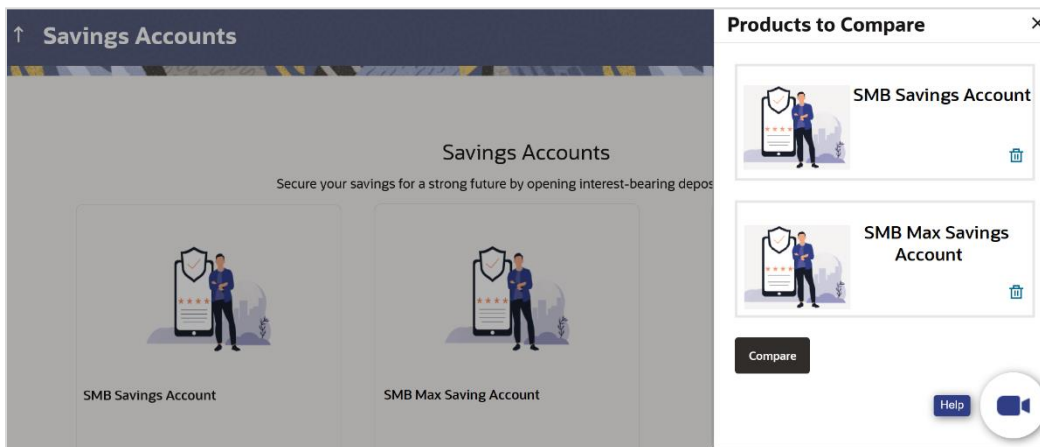 Savings Accounts
Savings Accounts
Secure your savings for a strong future by opening interest-bearing depos
SMB Savings Account
SMB Max Saving Account
Products to Compare
SMB Savings Account
SMB Max Savings
Account
Compare
Help